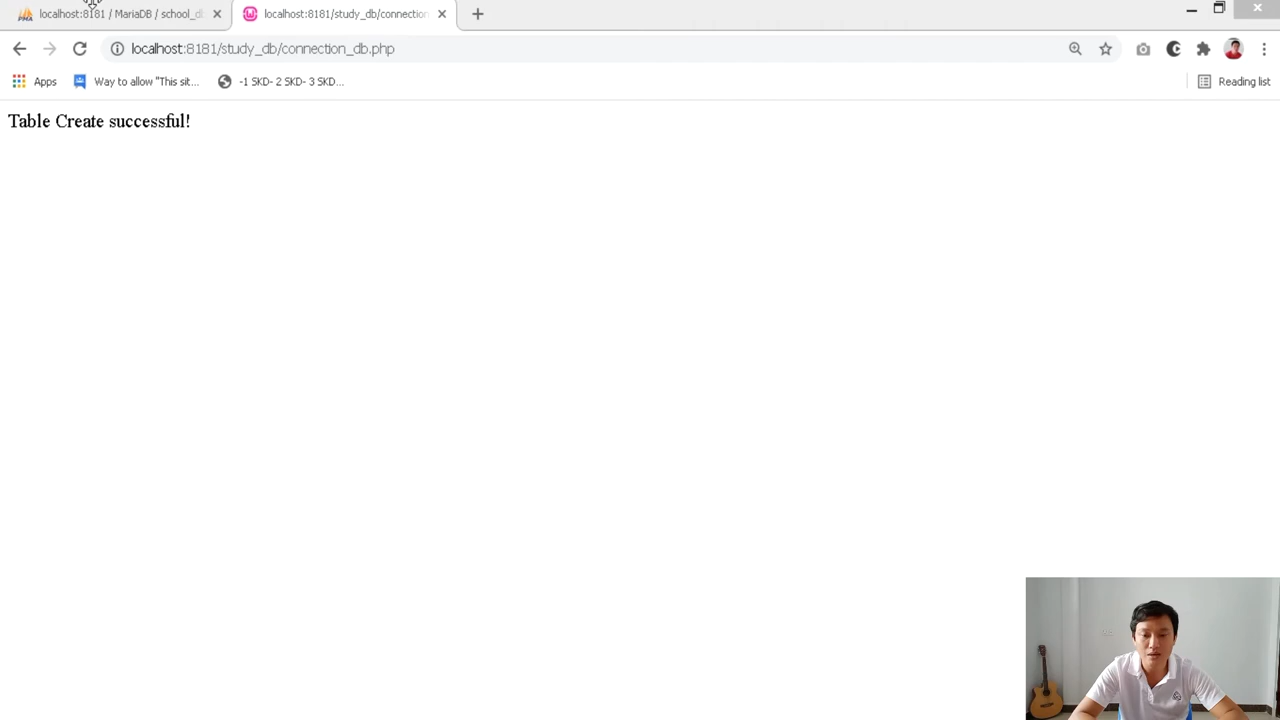 localhost:8181 / MariaDB / school_d
localhost:8181/study_db/connection
localhost:8181/study_db/connection_db.php
Apps
Way to allow "This sit...
-1 SKD- 2 SKD- 3 SKD...
Reading list
Table Create successful!